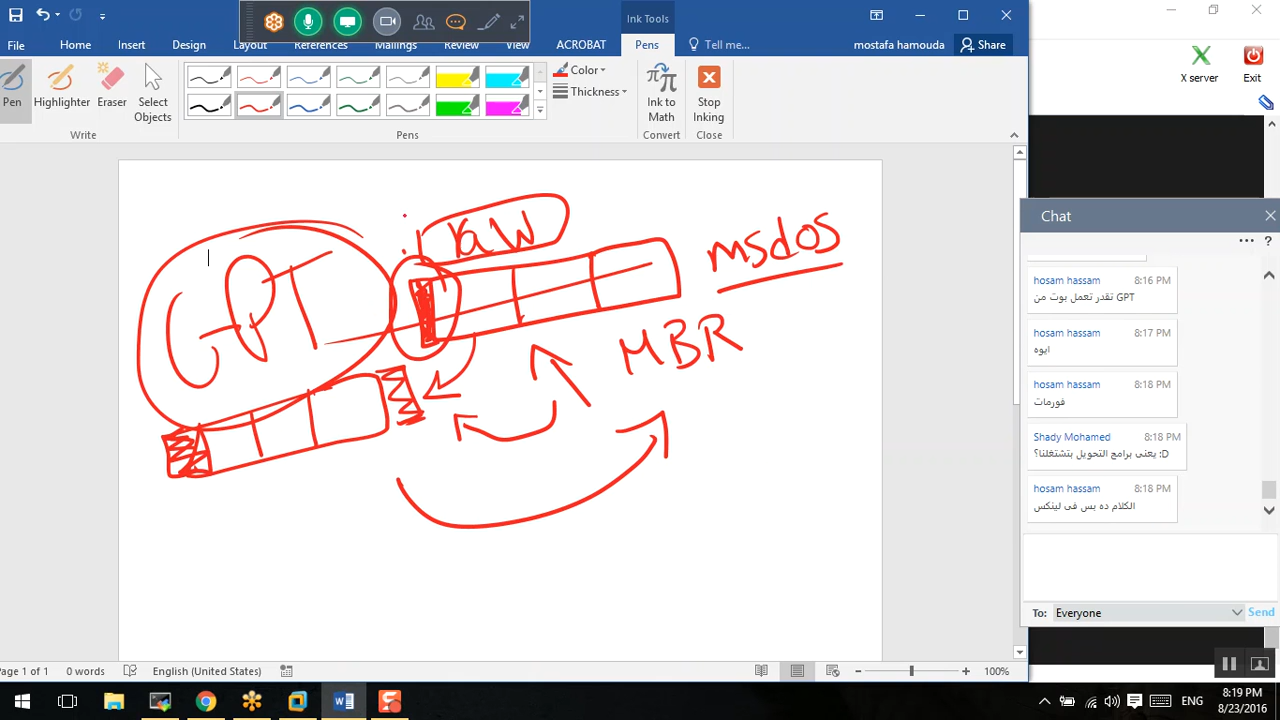 Ink Tools
File
Home
Insert
Design
Layout
References
Mailings
Review
View
ACROBAT
Pens
Tell me...
mostafa hamouda
Share
X server
Exit
Pen
Highlighter
Eraser
Select
Objects
Color
Thickness
Ink to
Math
Stop
Inking
Write
Pens
Convert
Close
Chat
hosam hassam 8:16 PM
تقدر تعمل بوت من GPT
hosam hassam 8:17 PM
ايوه
hosam hassam 8:18 PM
فورمات
Shady Mohamed 8:18 PM
يعنى برامج التحويل بتشتغلنا؟ :D
hosam hassam 8:18 PM
الكلام ده بس فى لينكس
To: Everyone
Send
raw
msdos
GPT
MBR
Page 1 of 1
0 words
English (United States)
100%
ENG
8:19 PM
8/23/2016